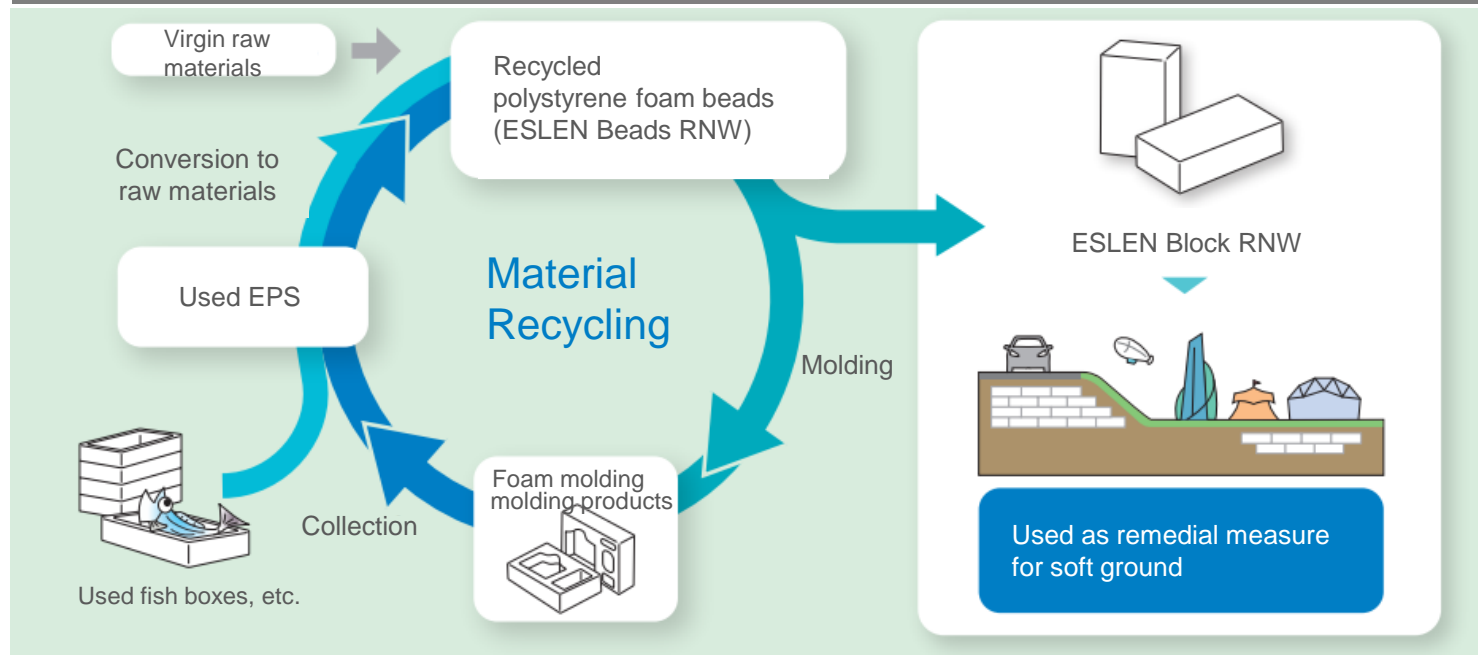 Virgin raw
materials
Recycled
polystyrene foam beads
(ESLEN Beads RNW)
Conversion to
raw materials
ESLEN Block RNW
Used EPS
Material
Recycling
Molding
Foam molding
molding products
Collection
Used as remedial measure
for soft ground
Used fish boxes, etc.